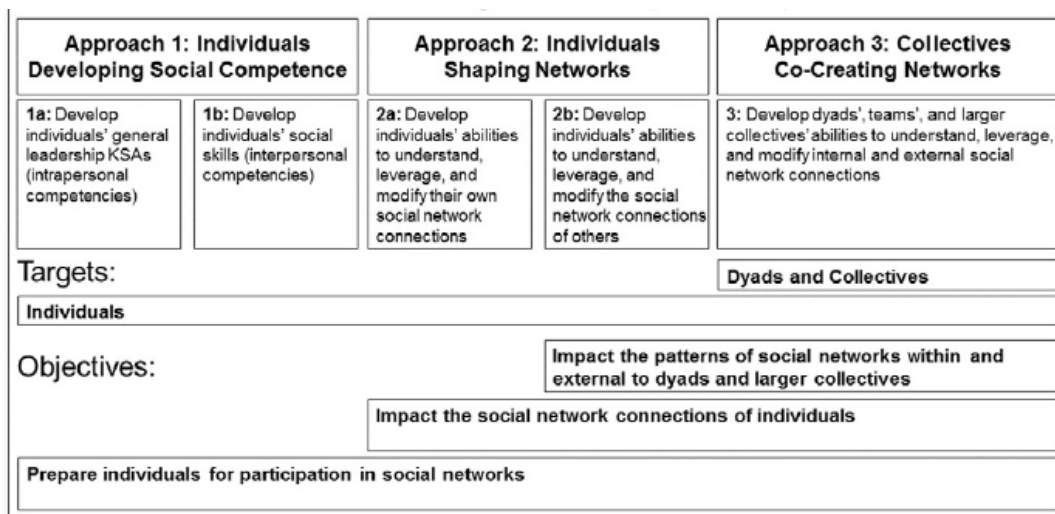 Approach 1: Individuals
Developing Social Competence
Approach 2: Individuals
Shaping Networks
Approach 3: Collectives
Co-Creating Networks
1a: Develop
individuals' general
leadership KSAs
(intrapersonal
competencies)
1b: Develop
individuals' social
skills (interpersonal
competencies)
2a: Develop
individuals' abilities
to understand,
leverage, and
modify their own
social network
connections
2b: Develop
individuals' abilities
to understand,
leverage, and
modify the social
network connections
of others
3: Develop dyads', teams', and larger
collectives' abilities to understand, leverage,
and modify internal and external social
network connections
Targets:
Dyads and Collectives
Individuals
Objectives:
Impact the patterns of social networks within and
external to dyads and larger collectives
Impact the social network connections of individuals
Prepare individuals for participation in social networks